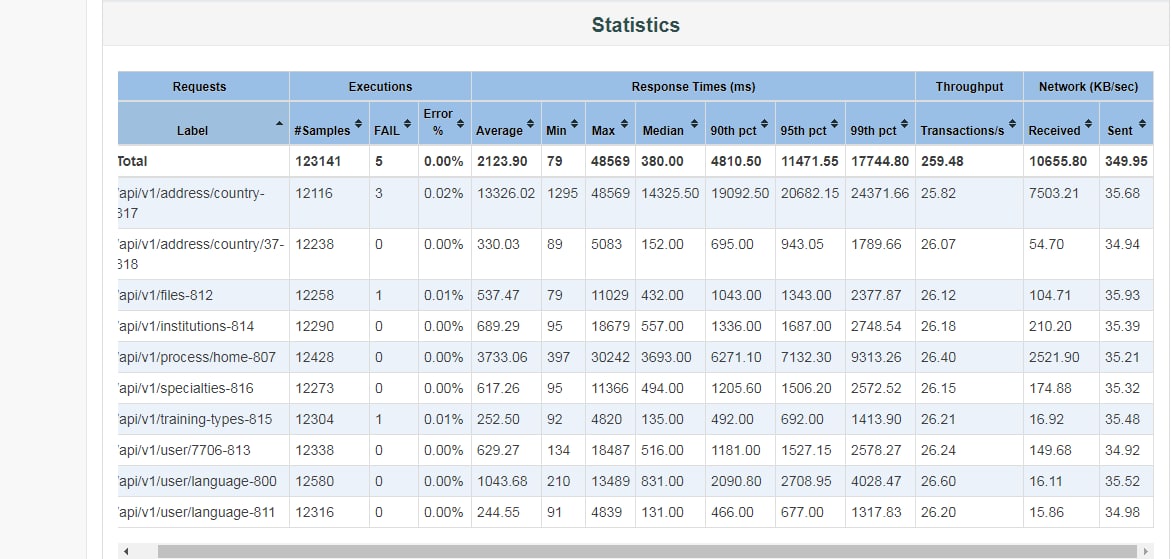 Statistics
Requests Executions Response Times (ms) Throughput Network (KB/sec)
Label #Samples FAIL Error % Average Min Max Median 90th pct 95th pct 99th pct Transactions/s Received Sent
Total 123141 5 0.00% 2123.90 79 48569 380.00 4810.50 11471.55 17744.80 259.48 10655.80 349.95
/api/v1/address/country-817 12116 3 0.02% 13326.02 1295 48569 14325.50 19092.50 20682.15 24371.66 25.82 7503.21 35.68
/api/v1/address/country/37-818 12238 0 0.00% 330.03 89 5083 152.00 695.00 943.05 1789.66 26.07 54.70 34.94
/api/v1/files-812 12258 1 0.01% 537.47 79 11029 432.00 1043.00 1343.00 2377.87 26.12 104.71 35.93
/api/v1/institutions-814 12290 0 0.00% 689.29 95 18679 557.00 1336.00 1687.00 2748.54 26.18 210.20 35.39
/api/v1/process/home-807 12428 0 0.00% 3733.06 397 30242 3693.00 6271.10 7132.30 9313.26 26.40 2521.90 35.21
/api/v1/specialties-816 12273 0 0.00% 617.26 95 11366 494.00 1205.60 1506.20 2572.52 26.15 174.88 35.32
/api/v1/training-types-815 12304 1 0.01% 252.50 92 4820 135.00 492.00 692.00 1413.90 26.21 16.92 35.48
/api/v1/user/7706-813 12338 0 0.00% 629.27 134 18487 516.00 1181.00 1527.15 2578.27 26.24 149.68 34.92
/api/v1/user/language-800 12580 0 0.00% 1043.68 210 13489 831.00 2090.80 2708.95 4028.47 26.60 16.11 35.52
/api/v1/user/language-811 12316 0 0.00% 244.55 91 4839 131.00 466.00 677.00 1317.83 26.20 15.86 34.98